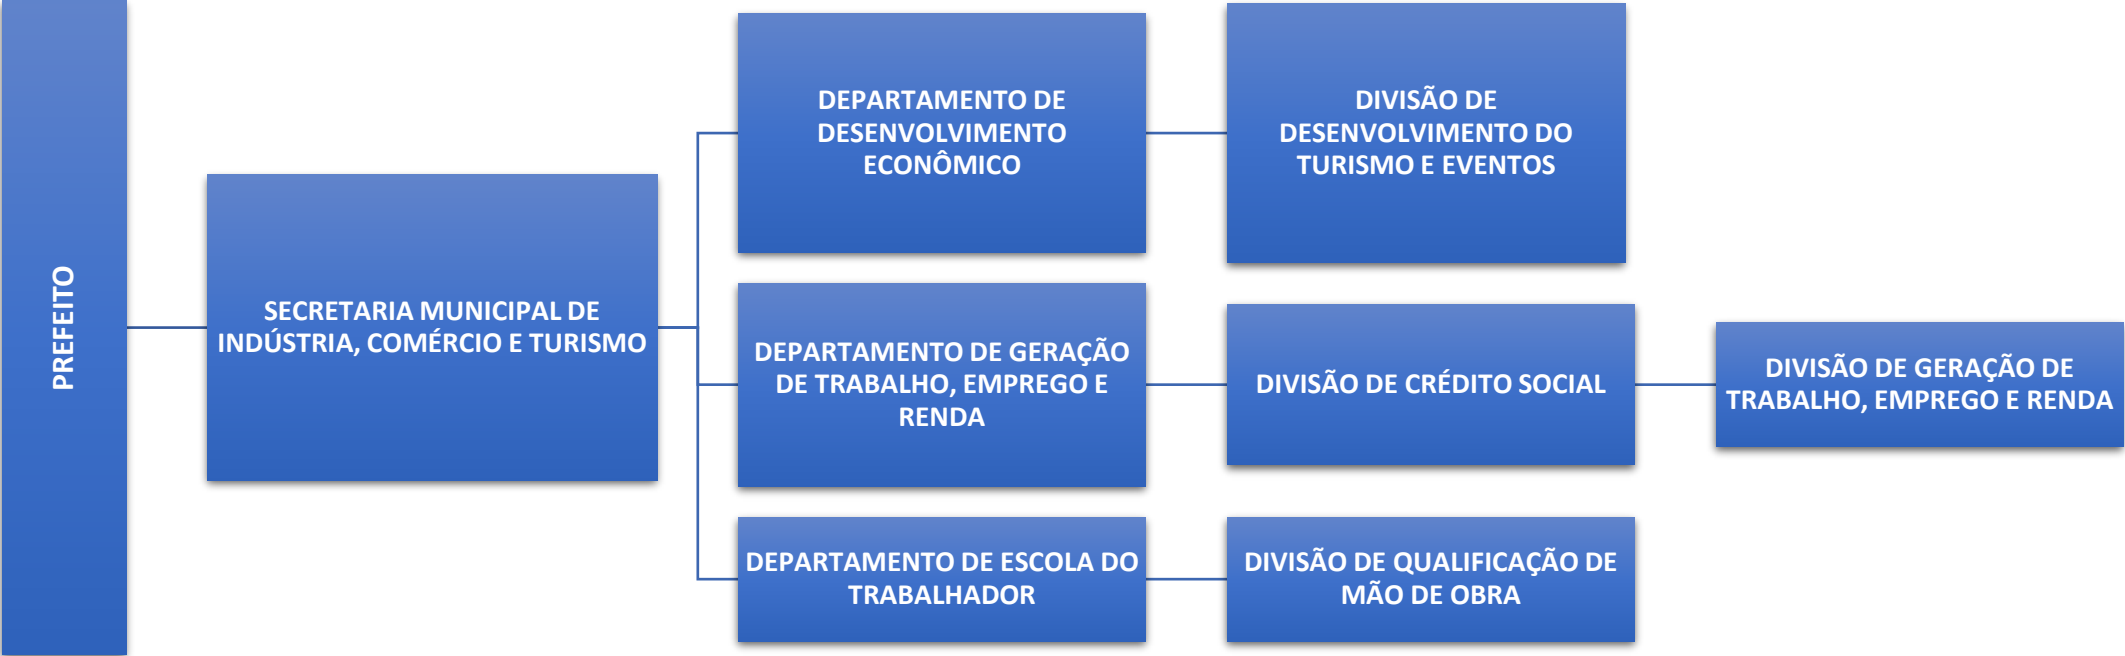 PREFEITO
SECRETARIA MUNICIPAL DE
INDÚSTRIA, COMÉRCIO E TURISMO
DEPARTAMENTO DE
DESENVOLVIMENTO
ECONÔMICO
DIVISÃO DE
DESENVOLVIMENTO DO
TURISMO E EVENTOS
DEPARTAMENTO DE GERAÇÃO
DE TRABALHO, EMPREGO E
RENDA
DIVISÃO DE CRÉDITO SOCIAL
DIVISÃO DE GERAÇÃO DE
TRABALHO, EMPREGO E RENDA
DEPARTAMENTO DE ESCOLA DO
TRABALHADOR
DIVISÃO DE QUALIFICAÇÃO DE
MÃO DE OBRA